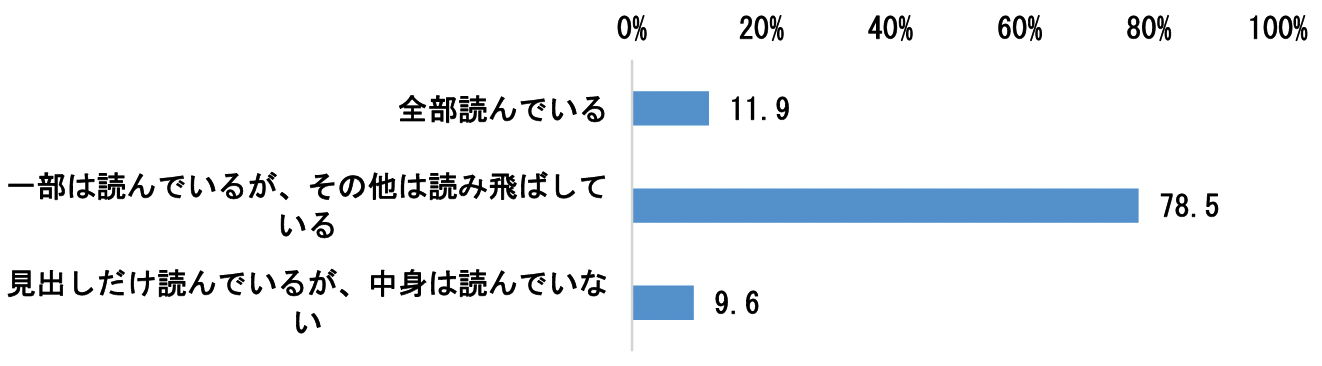 0% 20% 40% 60% 80% 100%
全部読んでいる 11.9
一部は読んでいるが、その他は読み飛ばして
いる 78.5
見出しだけ読んでいるが、中身は読んでいな
い 9.6